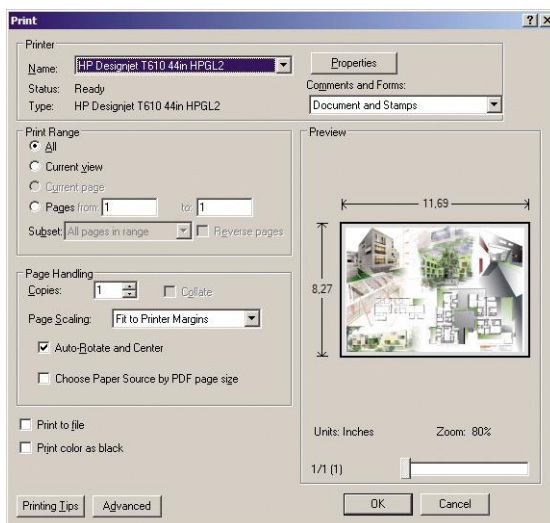 Print
Printer
Name: HP Designjet T610 44in HPGL2
Properties
Status: Ready
Type: HP Designjet T610 44in HPGL2
Comments and Forms:
Document and Stamps
Print Range
All
Current view
Current page
Pages from: 1 to: 1
Subset: All pages in range
Reverse pages
Page Handling
Copies: 1
Collate
Page Scaling: Fit to Printer Margins
Auto-Rotate and Center
Choose Paper Source by PDF page size
Print to file
Print color as black
Preview
11,69
8,27
Units: Inches Zoom: 80%
1/1 (1)
Printing Tips
Advanced
OK
Cancel